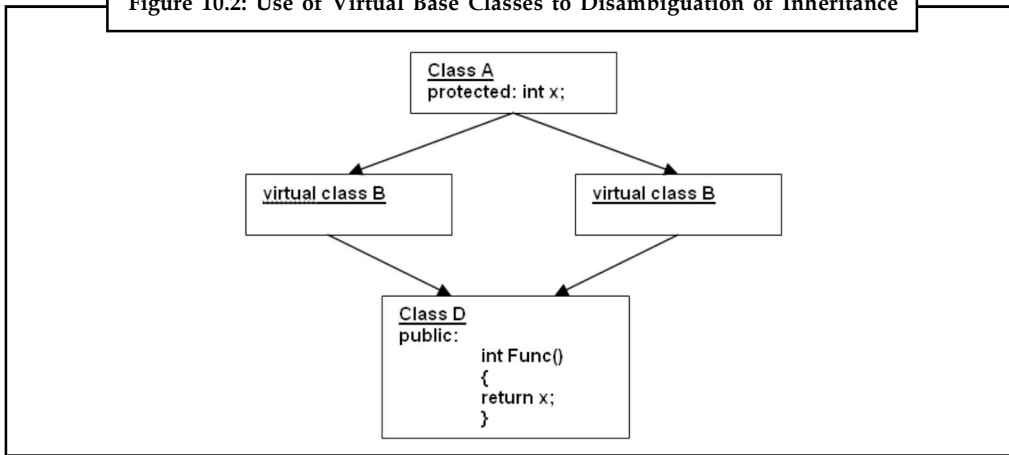 Figure 10.2: Use of Virtual Base Classes to Disambiguation of Inheritance
Class A
protected: int x;
virtual class B
virtual class B
Class D
public:
int Func()
{
return x;
}